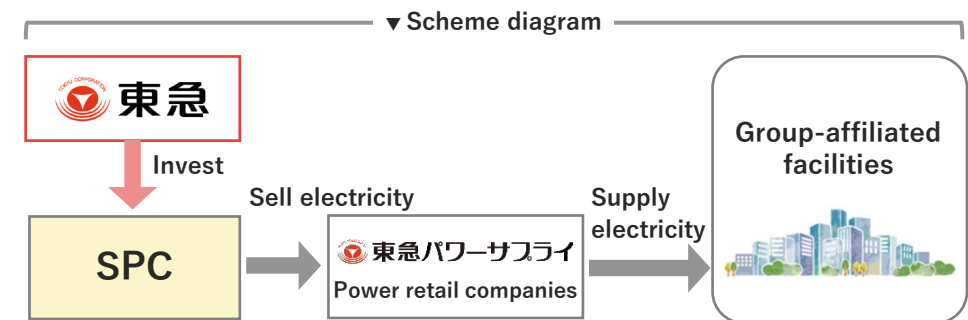 ▼Scheme diagram
TOKYU CORPORATION
東急
Invest
SPC
Sell electricity
東急パワーサプライ
Power retail companies
Supply
electricity
Group-affiliated
facilities